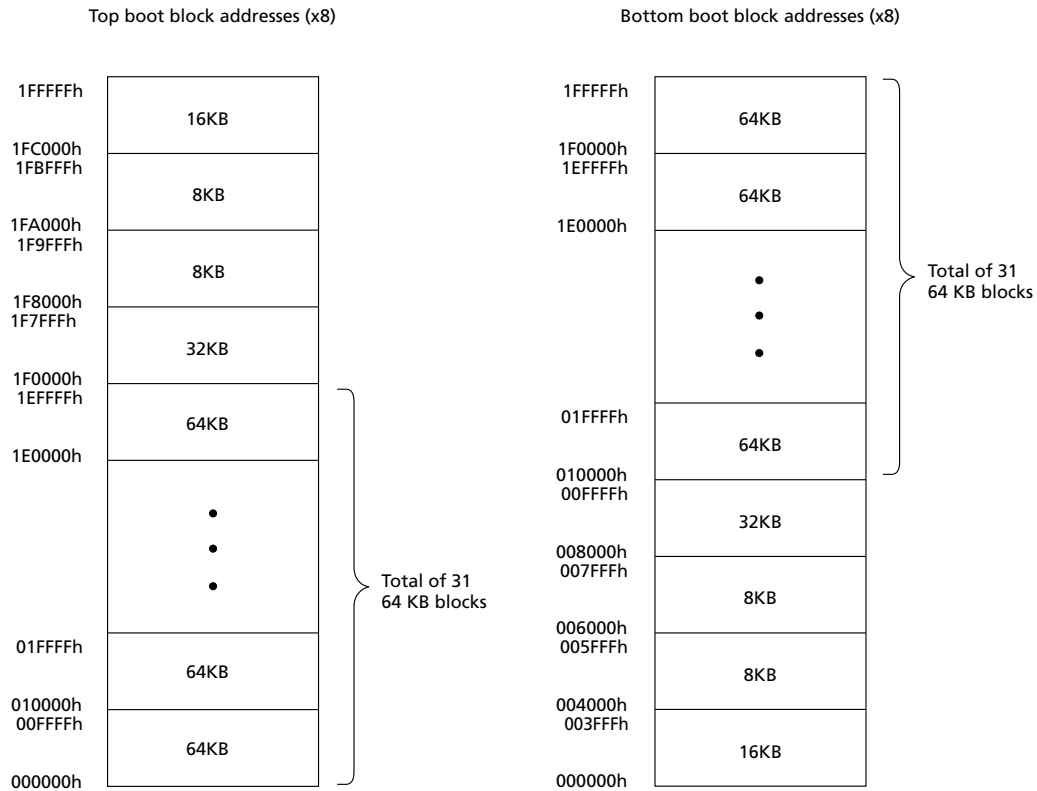 Top boot block addresses (x8)
1FFFFFh
16KB
1FC000h
1FBFFFh
8KB
1FA000h
1F9FFFh
8KB
1F8000h
1F7FFFh
32KB
1F0000h
1EFFFFh
64KB
1E0000h
Total of 31
64 KB blocks
01FFFFh
64KB
010000h
00FFFFh
64KB
000000h
Bottom boot block addresses (x8)
1FFFFFh
64KB
1F0000h
1EFFFFh
64KB
1E0000h
Total of 31
64 KB blocks
01FFFFh
64KB
010000h
00FFFFh
32KB
008000h
007FFFh
8KB
006000h
005FFFh
8KB
004000h
003FFFh
16KB
000000h